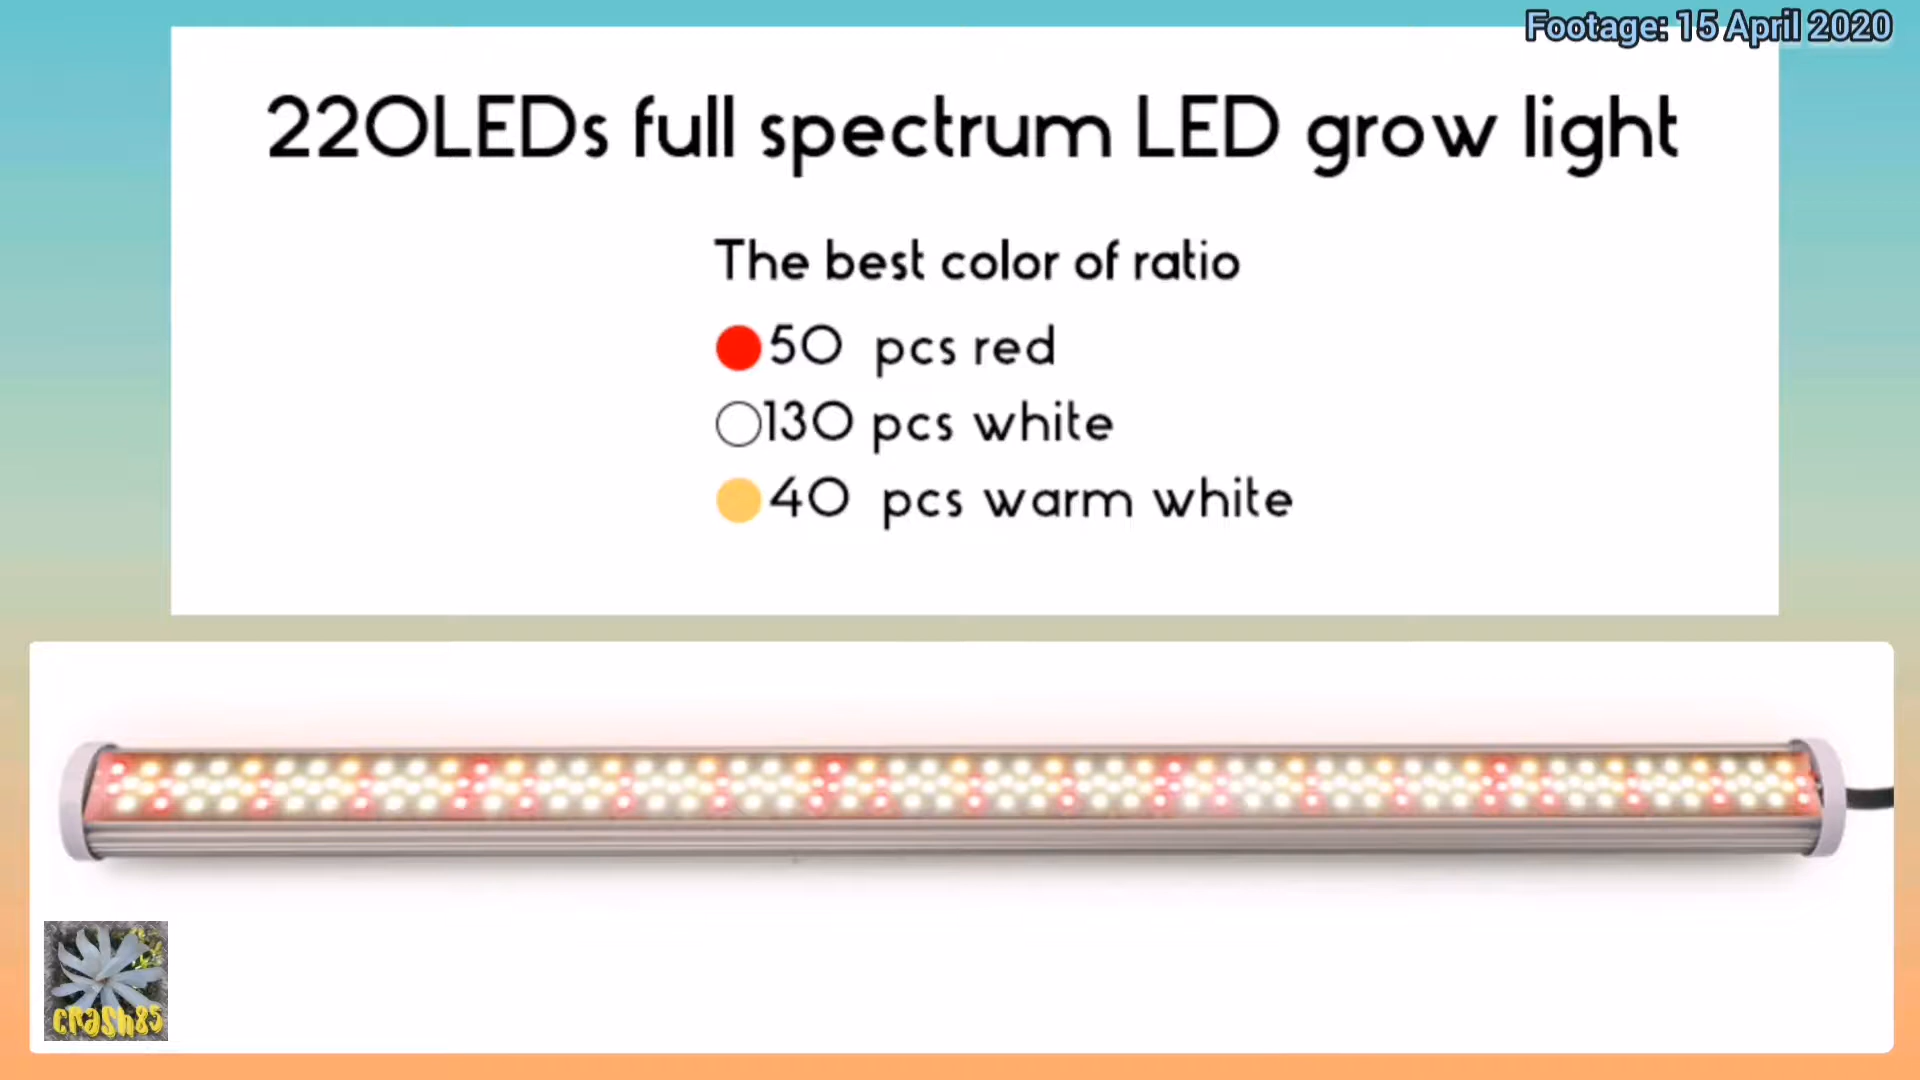 Footage: 15 April 2020
220LEDs full spectrum LED grow light
The best color of ratio
50 pcs red
130 pcs white
40 pcs warm white
CRaSh85